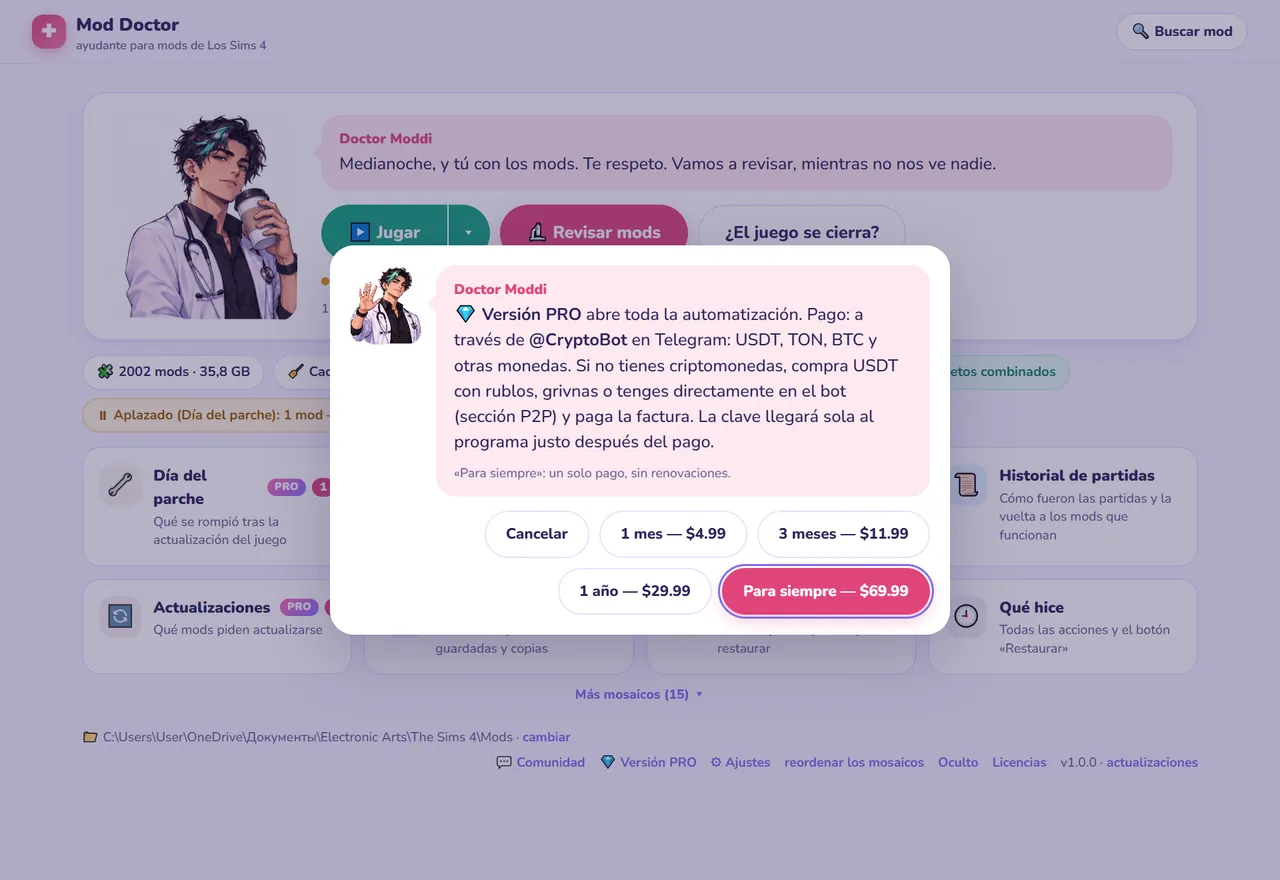 Mod Doctor
ayudante para mods de Los Sims 4
Buscar mod
Doctor Moddi
Medianoche, y tú con los mods. Te respeto. Vamos a revisar, mientras no nos ve nadie.
Jugar
Revisar mods
¿El juego se cierra?
Doctor Moddi
Versión PRO abre toda la automatización. Pago: a
través de @CryptoBot en Telegram: USDT, TON, BTC y
otras monedas. Si no tienes criptomonedas, compra USDT
con rublos, grivnas o tenges directamente en el bot
(sección P2P) y paga la factura. La clave llegará sola al
programa justo después del pago.
«Para siempre»: un solo pago, sin renovaciones.
Cancelar
1 mes — $4.99
3 meses — $11.99
1 año — $29.99
Para siempre — $69.99
2002 mods · 35,8 GB
combinados
Aplazado (Día del parche): 1 mod
Día del
parche
PRO
1
Qué se rompió tras la
actualización del juego
Historial de partidas
Cómo fueron las partidas y la
vuelta a los mods que
funcionan
Actualizaciones
PRO
Qué mods piden actualizarse
guardadas y copias
restaurar
Qué hice
Todas las acciones y el botón
«Restaurar»
Más mosaicos (15)
C:\Users\User\OneDrive\Документы\Electronic Arts\The Sims 4\Mods · cambiar
Comunidad
Versión PRO
Ajustes
reordenar los mosaicos
Oculto
Licencias
v1.0.0 · actualizaciones